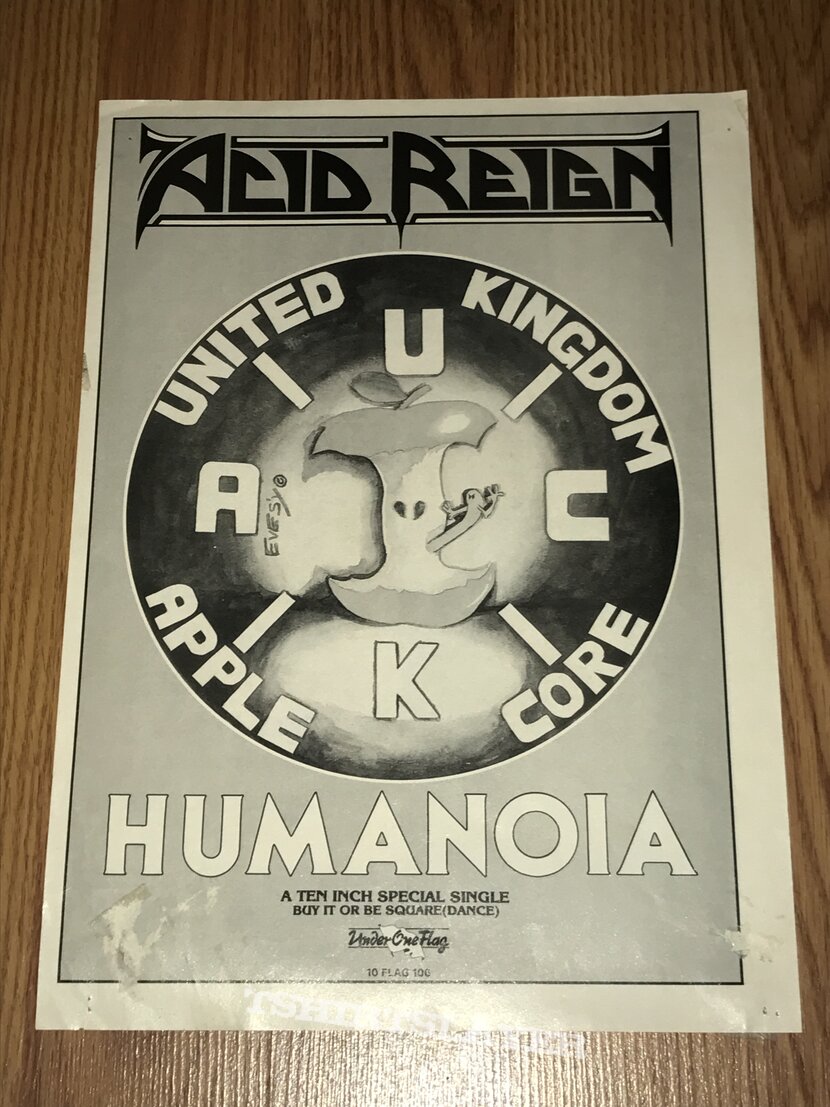 ACID REIGN
UNITED KINGDOM
U
A C
EVESY ©
K
APPLE CORE
HUMANOIA
A TEN INCH SPECIAL SINGLE
BUY IT OR BE SQUARE(DANCE)
Under One Flag
10 FLAG 106
TSHIRTSLAYER